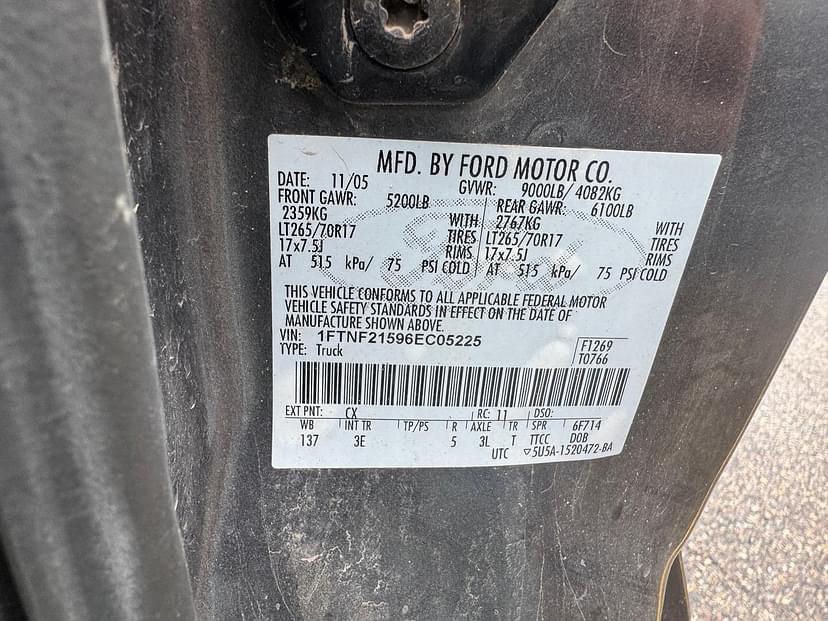 MFD. BY FORD MOTOR CO.
DATE: 11/05 GVWR: 9000LB/ 4082KG
FRONT GAWR: 5200LB REAR GAWR: 6100LB
2359KG WITH 2767KG WITH
LT265/70R17 TIRES LT265/70R17 TIRES
17x7.5J RIMS 17x7.5J RIMS
AT 515 kPa/ 75 PSI COLD AT 515 kPa/ 75 PSI COLD
Ford
THIS VEHICLE CONFORMS TO ALL APPLICABLE FEDERAL MOTOR
VEHICLE SAFETY STANDARDS IN EFFECT ON THE DATE OF
MANUFACTURE SHOWN ABOVE.
VIN: 1FTNF21596EC05225
TYPE: Truck
F1269
T0766
EXT PNT: CX RC: 11 DSO:
WB INT TR TP/PS R AXLE TR SPR 6F714
137 3E 5 3L T TTCC D0B
UTC ▽5U5A-1520472-BA